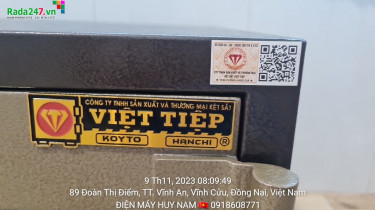 Rada247.vn
CÔNG TY TNHH SẢN XUẤT VÀ THƯƠNG MẠI KÉT SẮT
VIỆT TIỆP
KOYTO HANCHI ®
9 Th11, 2023 08:09:49
89 Đoàn Thị Điểm, TT. Vĩnh An, Vĩnh Cửu, Đồng Nai, Việt Nam
ĐIỆN MÁY HUY NAM 0918608771